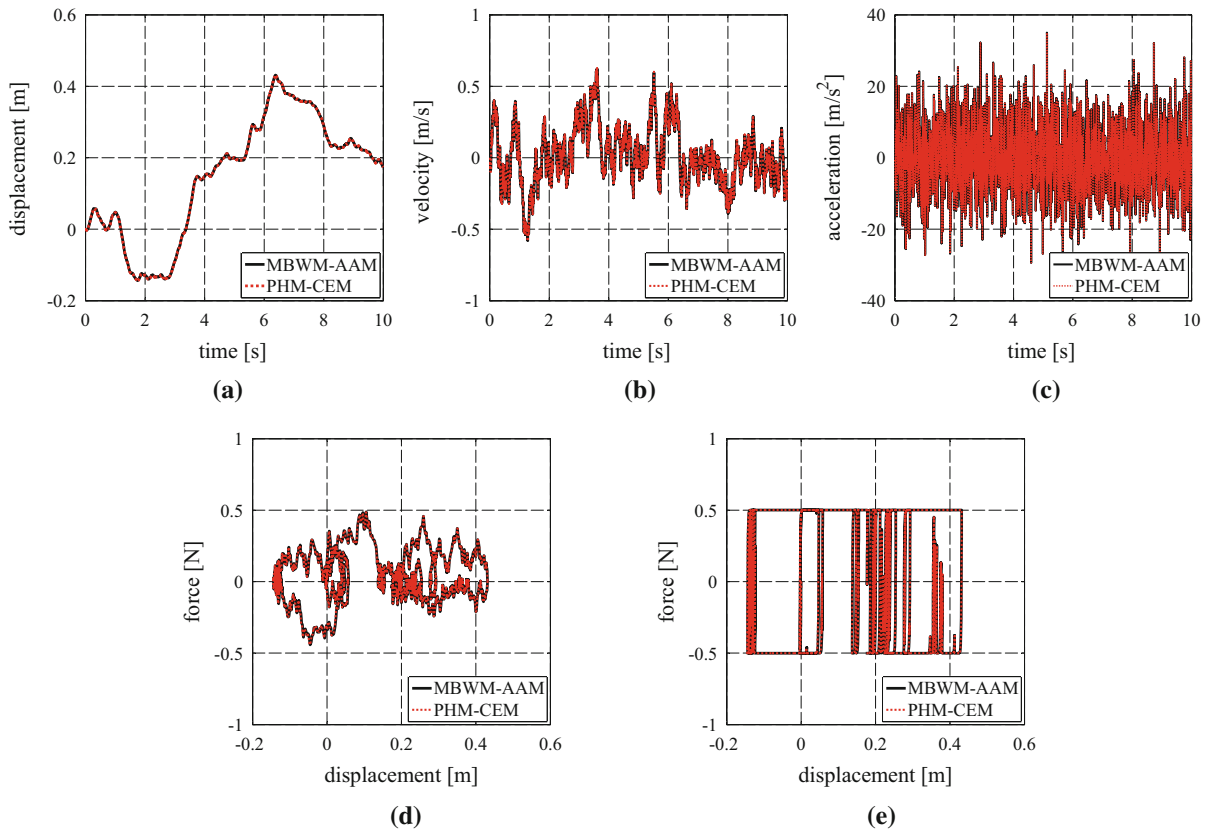 displacement [m]
0.6
0.4
0.2
0
-0.2
0 2 4 6 8 10
time [s]
MBWM-AAM
PHM-CEM
(a)
velocity [m/s]
1
0.5
0
-0.5
-1
0 2 4 6 8 10
time [s]
MBWM-AAM
PHM-CEM
(b)
acceleration [m/s²]
40
20
0
-20
-40
0 2 4 6 8 10
time [s]
MBWM-AAM
PHM-CEM
(c)
force [N]
1
0.5
0
-0.5
-1
-0.2 0 0.2 0.4 0.6
displacement [m]
MBWM-AAM
PHM-CEM
(d)
force [N]
1
0.5
0
-0.5
-1
-0.2 0 0.2 0.4 0.6
displacement [m]
MBWM-AAM
PHM-CEM
(e)